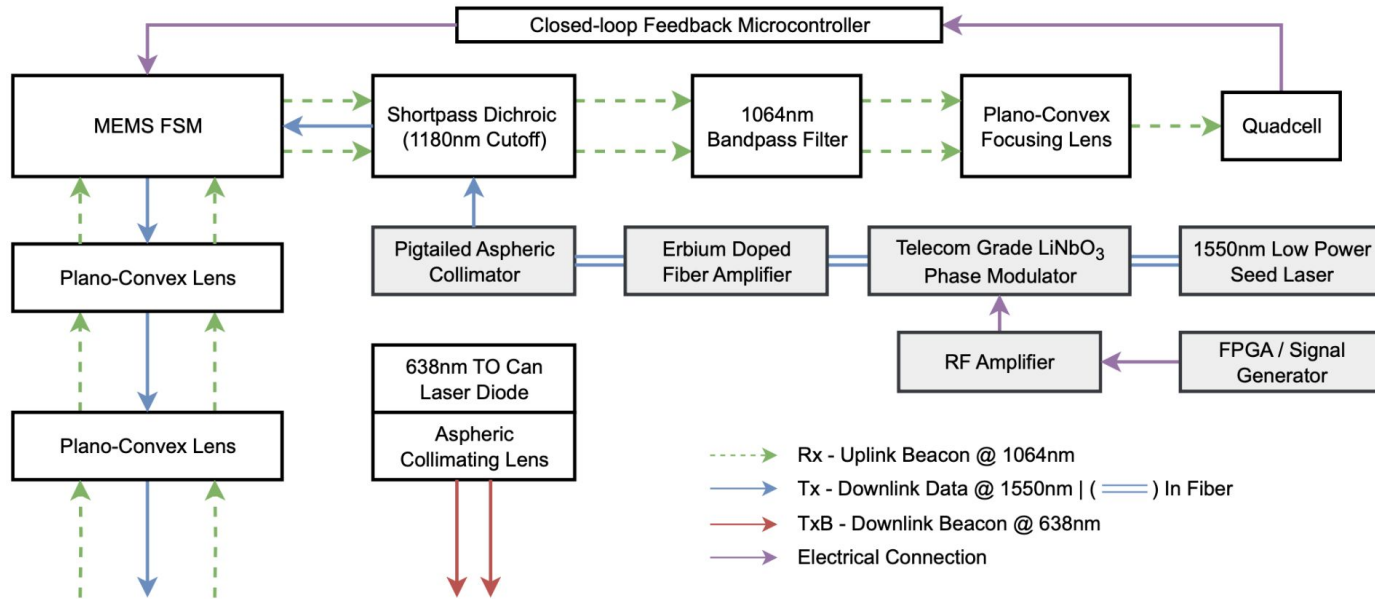 Closed-loop Feedback Microcontroller
MEMS FSM
Shortpass Dichroic
(1180nm Cutoff)
1064nm
Bandpass Filter
Plano-Convex
Focusing Lens
Quadcell
Pigtailed Aspheric
Collimator
Erbium Doped
Fiber Amplifier
Telecom Grade LiNbO₃
Phase Modulator
1550nm Low Power
Seed Laser
Plano-Convex Lens
RF Amplifier
FPGA / Signal
Generator
638nm TO Can
Laser Diode
Plano-Convex Lens
Aspheric
Collimating Lens
Rx - Uplink Beacon @ 1064nm
Tx - Downlink Data @ 1550nm | ( ) In Fiber
TxB - Downlink Beacon @ 638nm
Electrical Connection